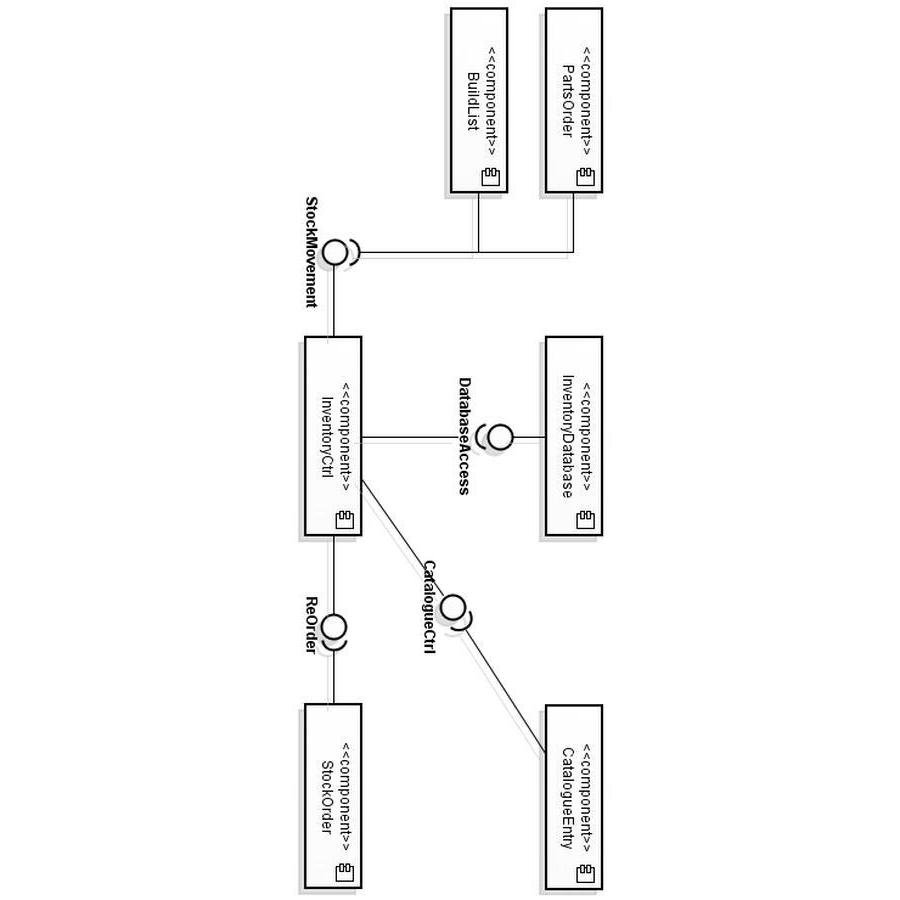 <<component>>
PartsOrder
<<component>>
BuildList
StockMovement
<<component>>
InventoryDatabase
DatabaseAccess
<<component>>
InventoryCtrl
CatalogueCtrl
ReOrder
<<component>>
CatalogueEntry
<<component>>
StockOrder